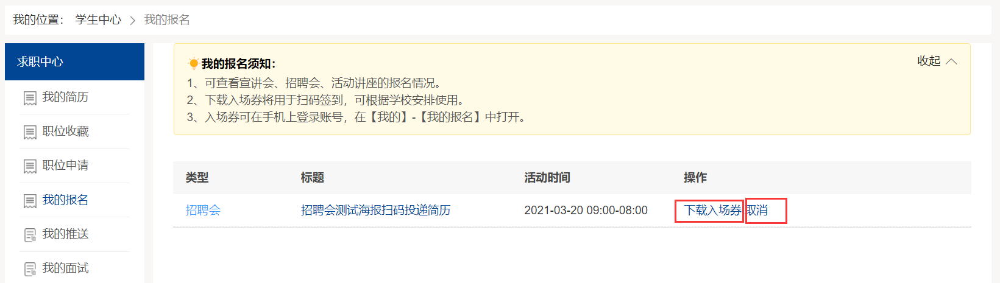 我的位置： 学生中心 > 我的报名
求职中心
我的简历
职位收藏
职位申请
我的报名
我的推送
我的面试
我的报名须知：
收起
1、可查看宣讲会、招聘会、活动讲座的报名情况。
2、下载入场券将用于扫码签到，可根据学校安排使用。
3、入场券可在手机上登录账号，在【我的】-【我的报名】中打开。
类型 标题 活动时间 操作
招聘会 招聘会测试海报扫码投递简历 2021-03-20 09:00-08:00 下载入场券 取消